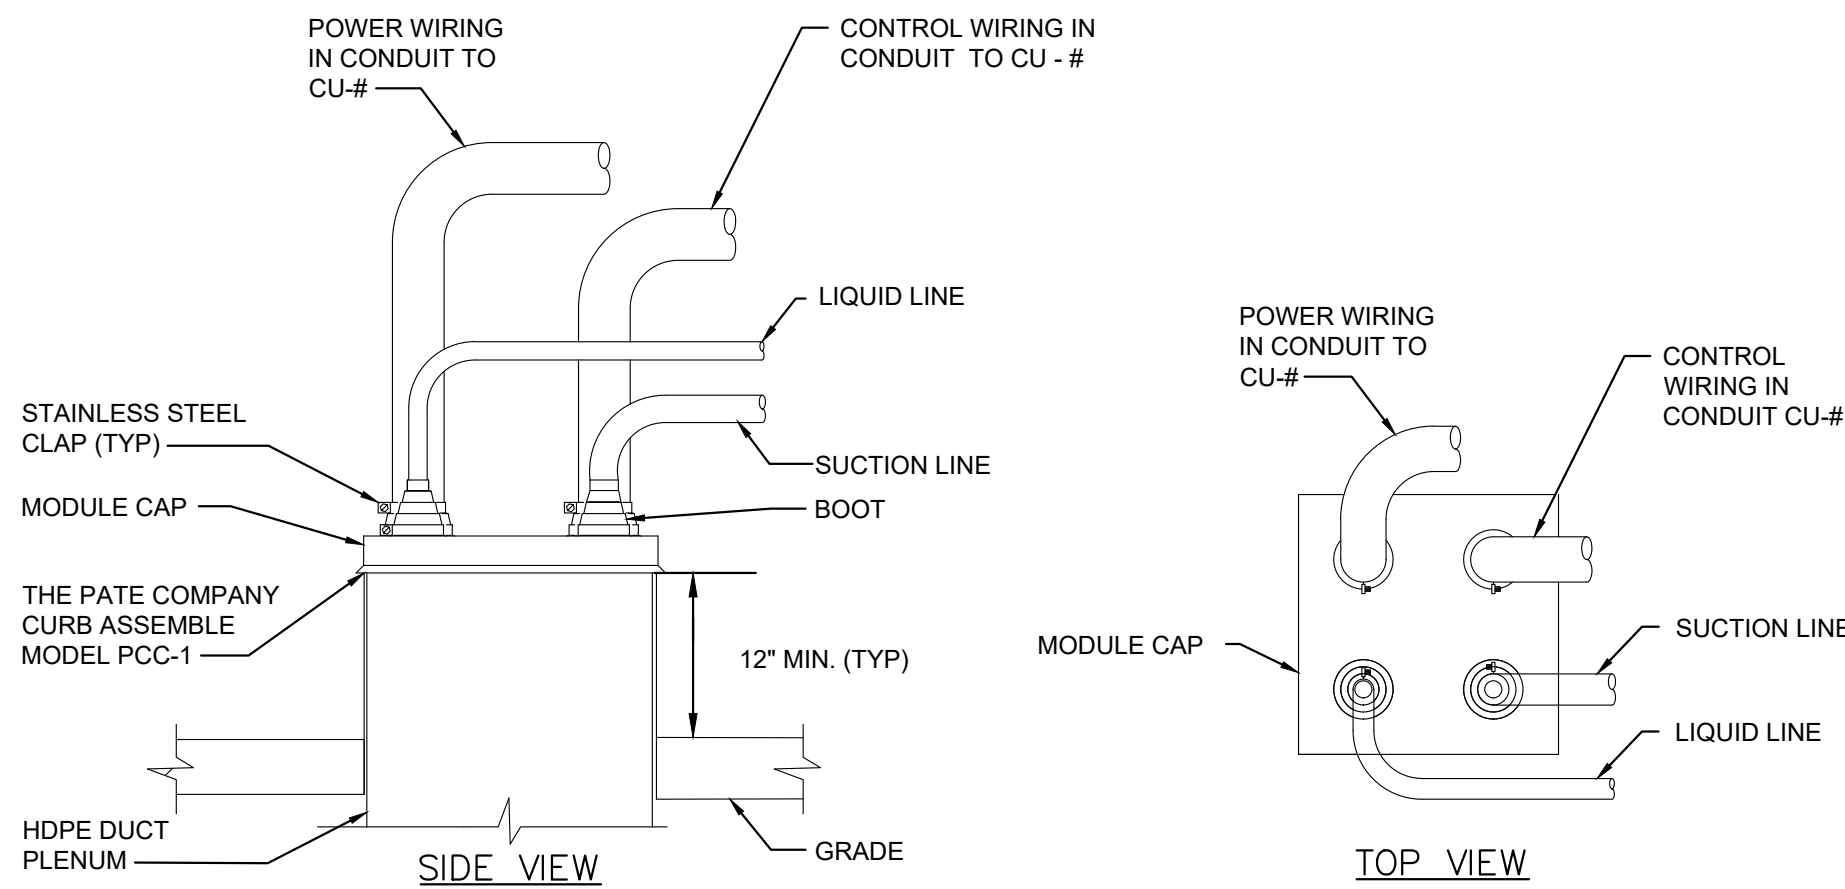 POWER WIRING
IN CONDUIT TO
CU-#
CONTROL WIRING IN
CONDUIT TO CU - #
LIQUID LINE
STAINLESS STEEL
CLAP (TYP)
SUCTION LINE
MODULE CAP
BOOT
THE PATE COMPANY
CURB ASSEMBLE
MODEL PCC-1
12" MIN. (TYP)
HDPE DUCT
PLENUM
GRADE
SIDE VIEW
POWER WIRING
IN CONDUIT TO
CU-#
CONTROL
WIRING IN
CONDUIT CU-#
MODULE CAP
SUCTION LINE
LIQUID LINE
TOP VIEW